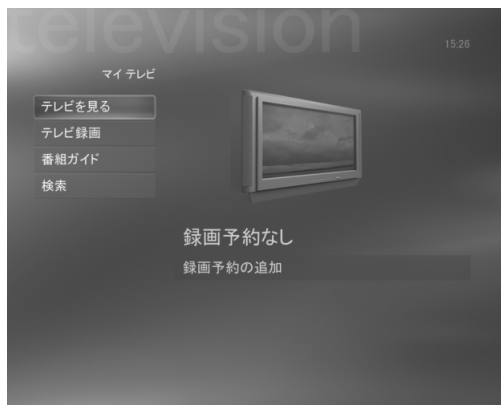 television
15:26
マイ テレビ
テレビを見る
テレビ録画
番組ガイド
検索
録画予約なし
録画予約の追加